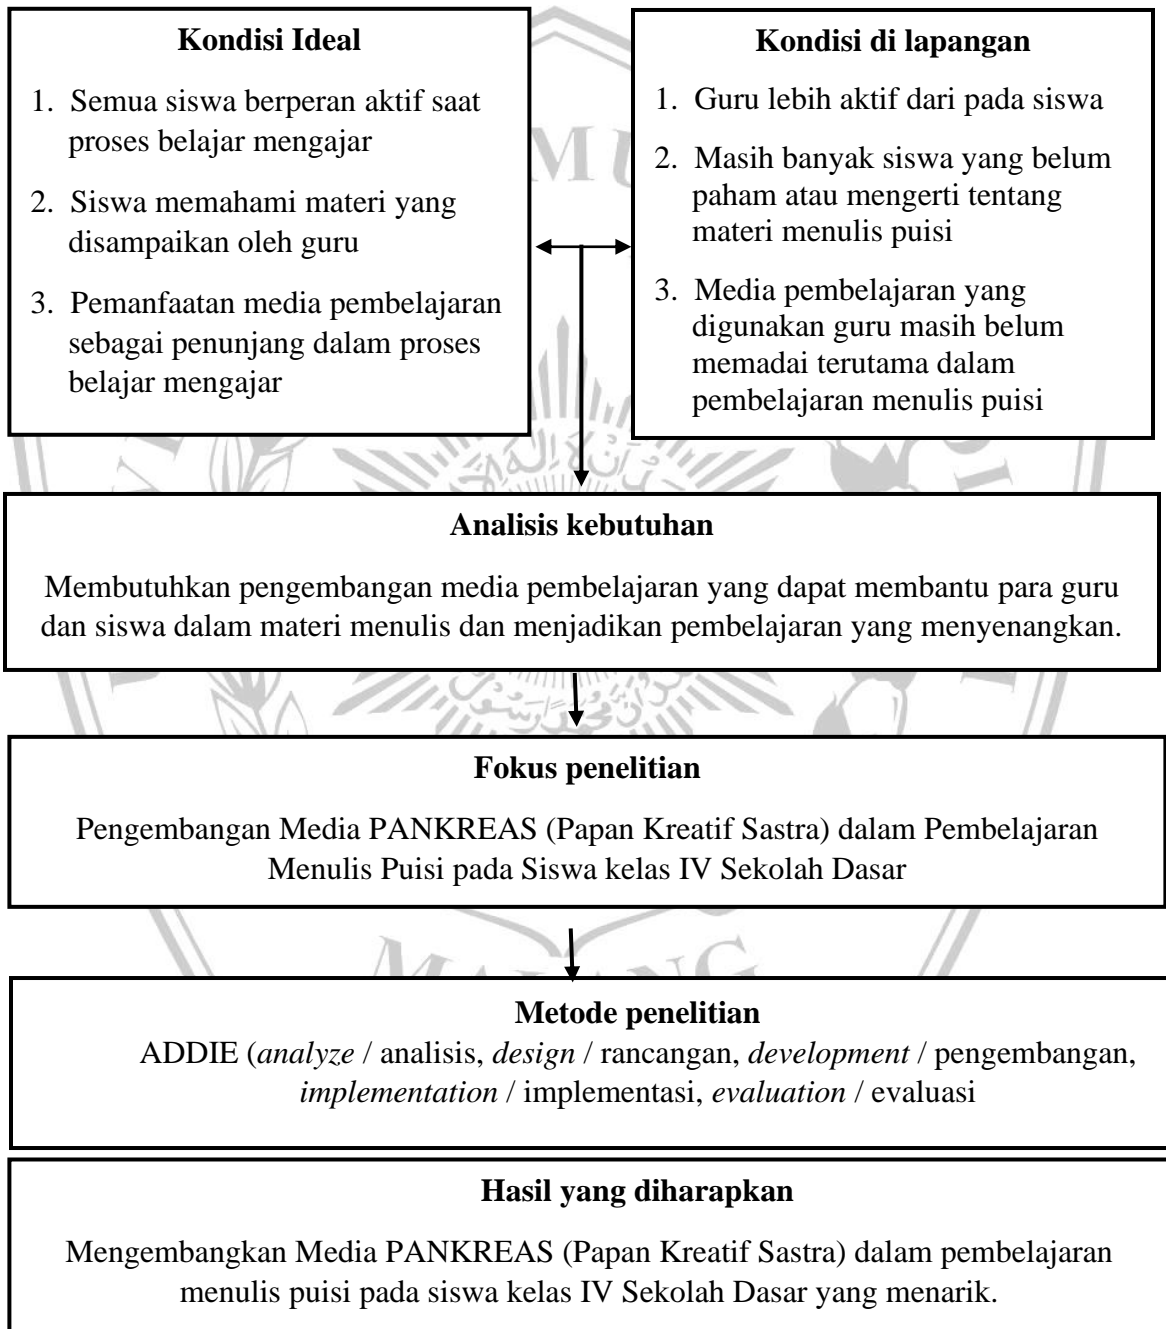 Kondisi Ideal
1. Semua siswa berperan aktif saat
proses belajar mengajar
2. Siswa memahami materi yang
disampaikan oleh guru
3. Pemanfaatan media pembelajaran
sebagai penunjang dalam proses
belajar mengajar
Kondisi di lapangan
1. Guru lebih aktif dari pada siswa
2. Masih banyak siswa yang belum
paham atau mengerti tentang
materi menulis puisi
3. Media pembelajaran yang
digunakan guru masih belum
memadai terutama dalam
pembelajaran menulis puisi
Analisis kebutuhan
Membutuhkan pengembangan media pembelajaran yang dapat membantu para guru
dan siswa dalam materi menulis dan menjadikan pembelajaran yang menyenangkan.
Fokus penelitian
Pengembangan Media PANKREAS (Papan Kreatif Sastra) dalam Pembelajaran
Menulis Puisi pada Siswa kelas IV Sekolah Dasar
MALANG
Metode penelitian
ADDIE (analyze / analisis, design / rancangan, development / pengembangan,
implementation / implementasi, evaluation / evaluasi
Hasil yang diharapkan
Mengembangkan Media PANKREAS (Papan Kreatif Sastra) dalam pembelajaran
menulis puisi pada siswa kelas IV Sekolah Dasar yang menarik.